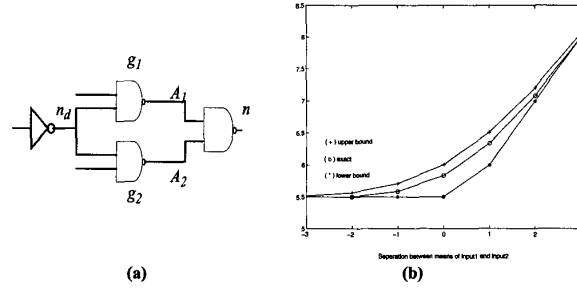 g1
nd
A1
n
A2
g2
(a)
8.5
8
7.5
7
6.5
6
5.5
5
(+) upper bound
(o) exact
(*) lower bound
-3 -2 -1 0 1 2
Separation between means of Input1 and Input2
(b)